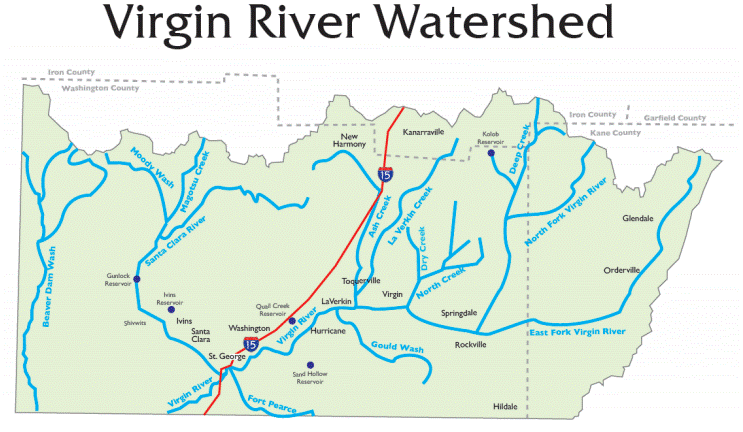 Virgin River Watershed
Iron County
Washington County
Iron County
Garfield County
Kane County
New
Harmony
Kanarraville
Kolob
Reservoir
Deep Creek
Moody Wash
Magotsu Creek
15
Ash Creek
La Verkin Creek
North Fork Virgin River
Glendale
Santa Clara River
Dry Creek
Beaver Dam Wash
Gunlock
Reservoir
Toquerville
North Creek
Orderville
Ivins
Reservoir
Quail Creek
Reservoir
LaVerkin
Virgin
Shivwits
Ivins
Santa
Clara
Washington
Virgin River
Hurricane
Springdale
East Fork Virgin River
15
Rockville
Gould Wash
St. George
Sand Hollow
Reservoir
Virgin River
Fort Pearce
Hildale